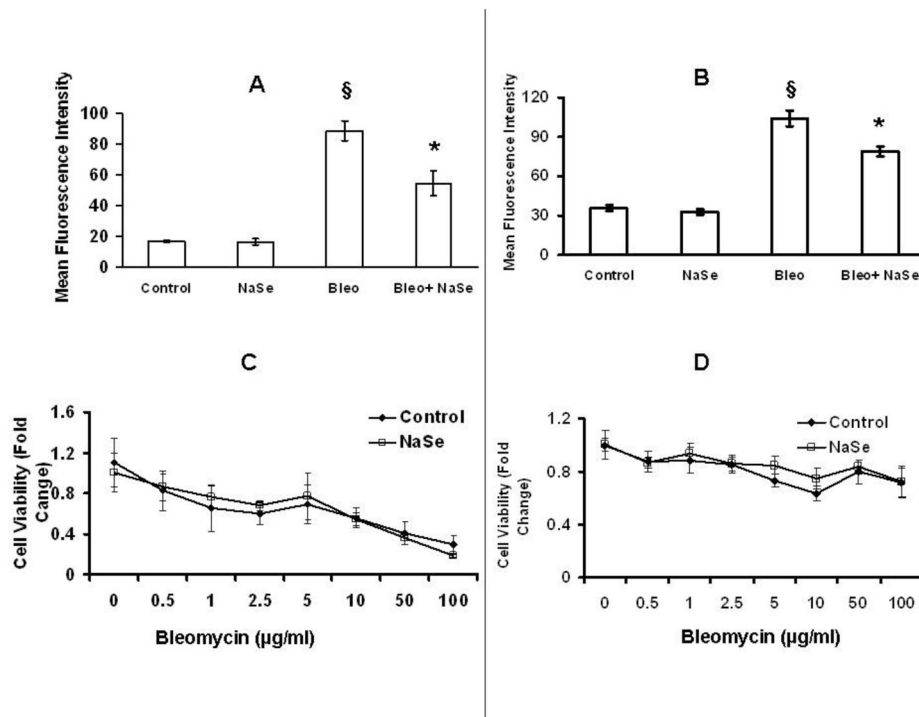 A
§
*
Mean Fluorescence Intensity
100
80
60
40
20
0
Control NaSe Bleo Bleo+ NaSe
B
§
*
Mean Fluorescence Intensity
120
90
60
30
0
Control NaSe Bleo Bleo+ NaSe
C
Control
NaSe
Cell Viability (Fold
Cange)
1.6
1.2
0.8
0.4
0
0 0.5 1 2.5 5 10 50 100
Bleomycin (µg/ml)
D
Control
NaSe
Cell Viability (Fold
Change)
1.2
0.8
0.4
0
0 0.5 1 2.5 5 10 50 100
Bleomycin (µg/ml)